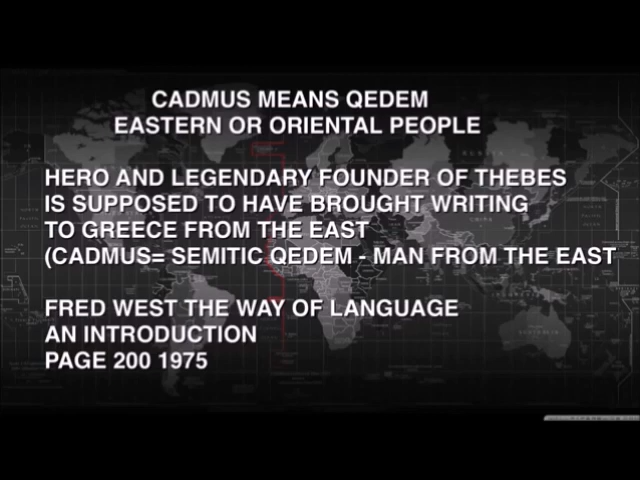 CADMUS MEANS QEDEM
EASTERN OR ORIENTAL PEOPLE
HERO AND LEGENDARY FOUNDER OF THEBES
IS SUPPOSED TO HAVE BROUGHT WRITING
TO GREECE FROM THE EAST
(CADMUS= SEMITIC QEDEM - MAN FROM THE EAST
FRED WEST THE WAY OF LANGUAGE
AN INTRODUCTION
PAGE 200 1975